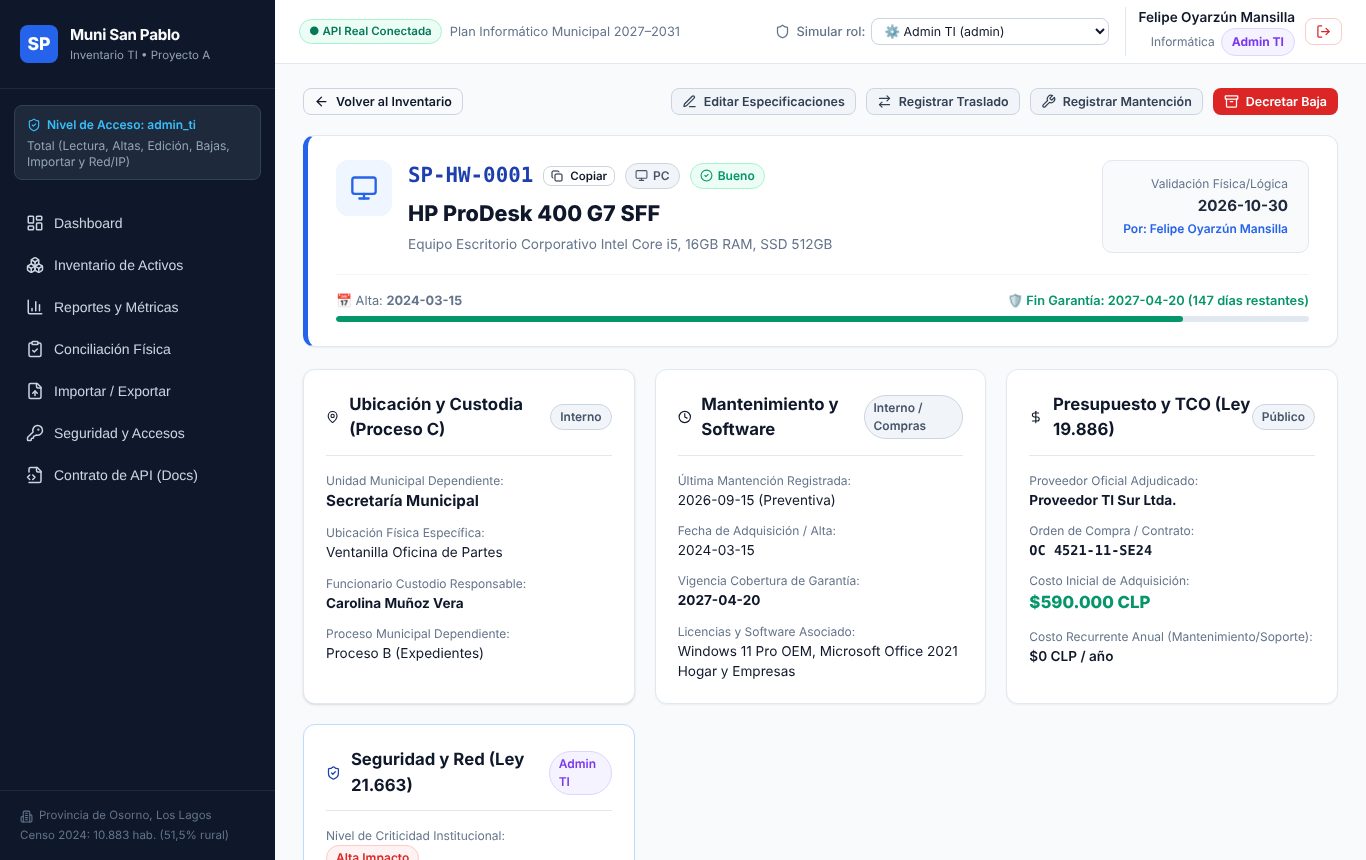 SP
Muni San Pablo
Inventario TI • Proyecto A
Nivel de Acceso: admin_ti
Total (Lectura, Altas, Edición, Bajas,
Importar y Red/IP)
Dashboard
Inventario de Activos
Reportes y Métricas
Conciliación Física
Importar / Exportar
Seguridad y Accesos
Contrato de API (Docs)
Provincia de Osorno, Los Lagos
Censo 2024: 10.883 hab. (51,5% rural)
API Real Conectada
Plan Informático Municipal 2027–2031
Simular rol:
Admin TI (admin)
Felipe Oyarzún Mansilla
Informática
Admin TI
Volver al Inventario
Editar Especificaciones
Registrar Traslado
Registrar Mantención
Decretar Baja
SP-HW-0001
Copiar
PC
Bueno
HP ProDesk 400 G7 SFF
Equipo Escritorio Corporativo Intel Core i5, 16GB RAM, SSD 512GB
Validación Física/Lógica
2026-10-30
Por: Felipe Oyarzún Mansilla
Alta: 2024-03-15
Fin Garantía: 2027-04-20 (147 días restantes)
Ubicación y Custodia
(Proceso C)
Interno
Unidad Municipal Dependiente:
Secretaría Municipal
Ubicación Física Específica:
Ventanilla Oficina de Partes
Funcionario Custodio Responsable:
Carolina Muñoz Vera
Proceso Municipal Dependiente:
Proceso B (Expedientes)
Mantenimiento y
Software
Interno /
Compras
Última Mantención Registrada:
2026-09-15 (Preventiva)
Fecha de Adquisición / Alta:
2024-03-15
Vigencia Cobertura de Garantía:
2027-04-20
Licencias y Software Asociado:
Windows 11 Pro OEM, Microsoft Office 2021
Hogar y Empresas
Presupuesto y TCO (Ley
19.886)
Público
Proveedor Oficial Adjudicado:
Proveedor TI Sur Ltda.
Orden de Compra / Contrato:
OC 4521-11-SE24
Costo Inicial de Adquisición:
$590.000 CLP
Costo Recurrente Anual (Mantenimiento/Soporte):
$0 CLP / año
Seguridad y Red (Ley
21.663)
Admin
TI
Nivel de Criticidad Institucional:
Alta Impacto